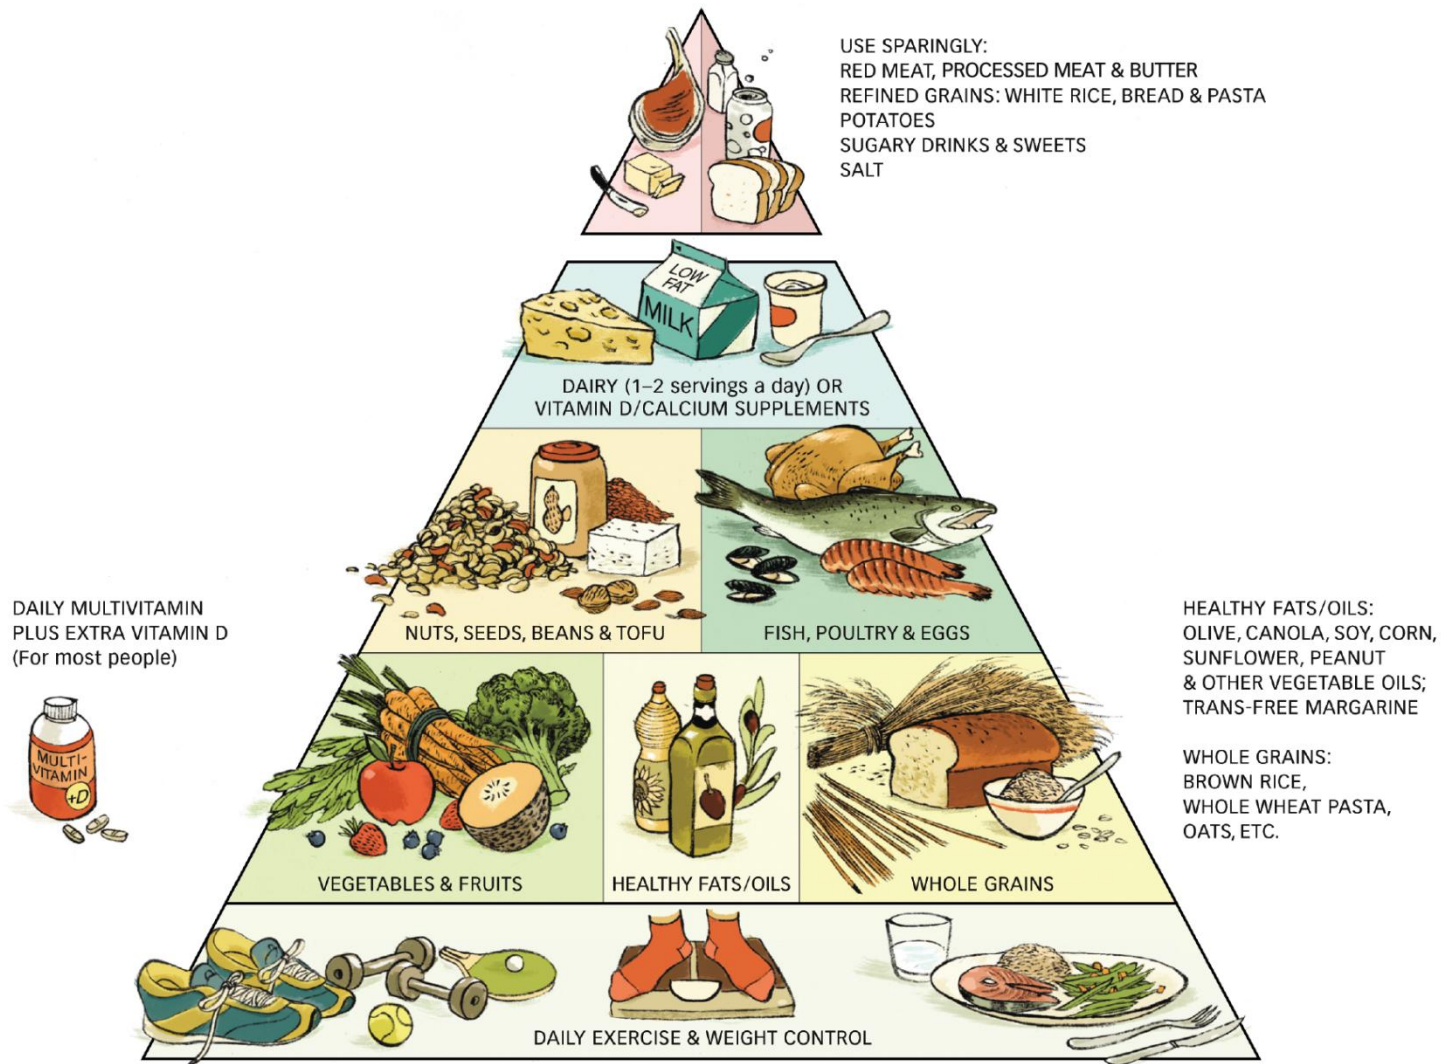 USE SPARINGLY:
RED MEAT, PROCESSED MEAT & BUTTER
REFINED GRAINS: WHITE RICE, BREAD & PASTA
POTATOES
SUGARY DRINKS & SWEETS
SALT
LOW
FAT
MILK
DAIRY (1–2 servings a day) OR
VITAMIN D/CALCIUM SUPPLEMENTS
NUTS, SEEDS, BEANS & TOFU
FISH, POULTRY & EGGS
DAILY MULTIVITAMIN
PLUS EXTRA VITAMIN D
(For most people)
MULTI-
VITAMIN
+D
HEALTHY FATS/OILS:
OLIVE, CANOLA, SOY, CORN,
SUNFLOWER, PEANUT
& OTHER VEGETABLE OILS;
TRANS-FREE MARGARINE
WHOLE GRAINS:
BROWN RICE,
WHOLE WHEAT PASTA,
OATS, ETC.
VEGETABLES & FRUITS
HEALTHY FATS/OILS
WHOLE GRAINS
DAILY EXERCISE & WEIGHT CONTROL